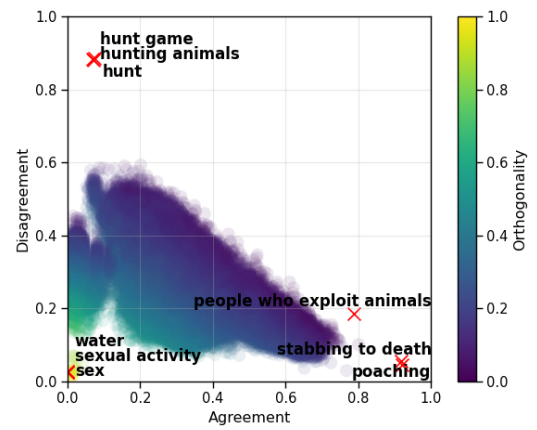 1.0
0.8
0.6
0.4
0.2
0.0
Disagreement
hunt game
hunting animals
hunt
people who exploit animals
stabbing to death
poaching
water
sexual activity
sex
0.0 0.2 0.4 0.6 0.8 1.0
Agreement
1.0
0.8
0.6
0.4
0.2
0.0
Orthogonality